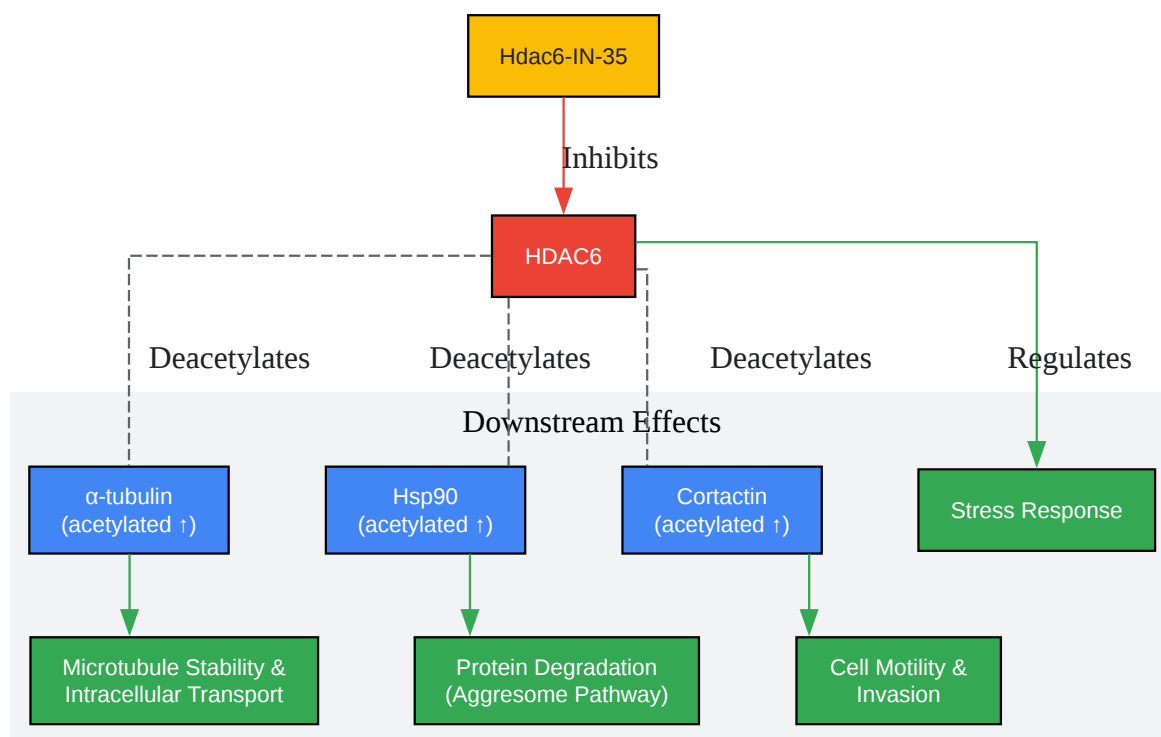 Hdac6-IN-35
Inhibits
HDAC6
Deacetylates
Deacetylates
Deacetylates
Regulates
Downstream Effects
α-tubulin
(acetylated ↑)
Hsp90
(acetylated ↑)
Cortactin
(acetylated ↑)
Stress Response
Microtubule Stability &
Intracellular Transport
Protein Degradation
(Aggresome Pathway)
Cell Motility &
Invasion